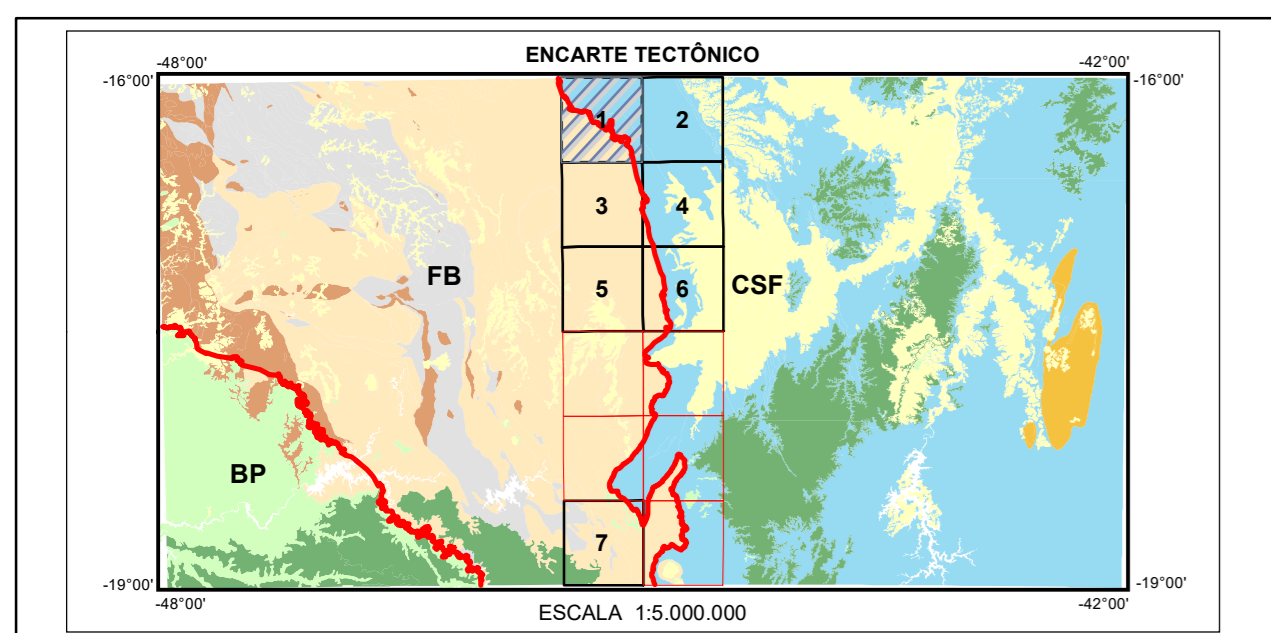 ENCARTE TECTÔNICO
-48°00' -42°00'
-16°00' -16°00'
1 2
3 4
FB 5 6 CSF
BP
7
-19°00' -19°00'
-48°00' -42°00'
ESCALA 1:5.000.000